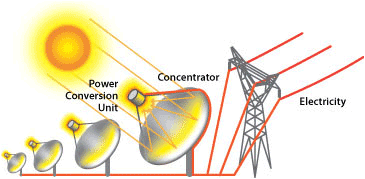 Power
Conversion
Unit
Concentrator
Electricity